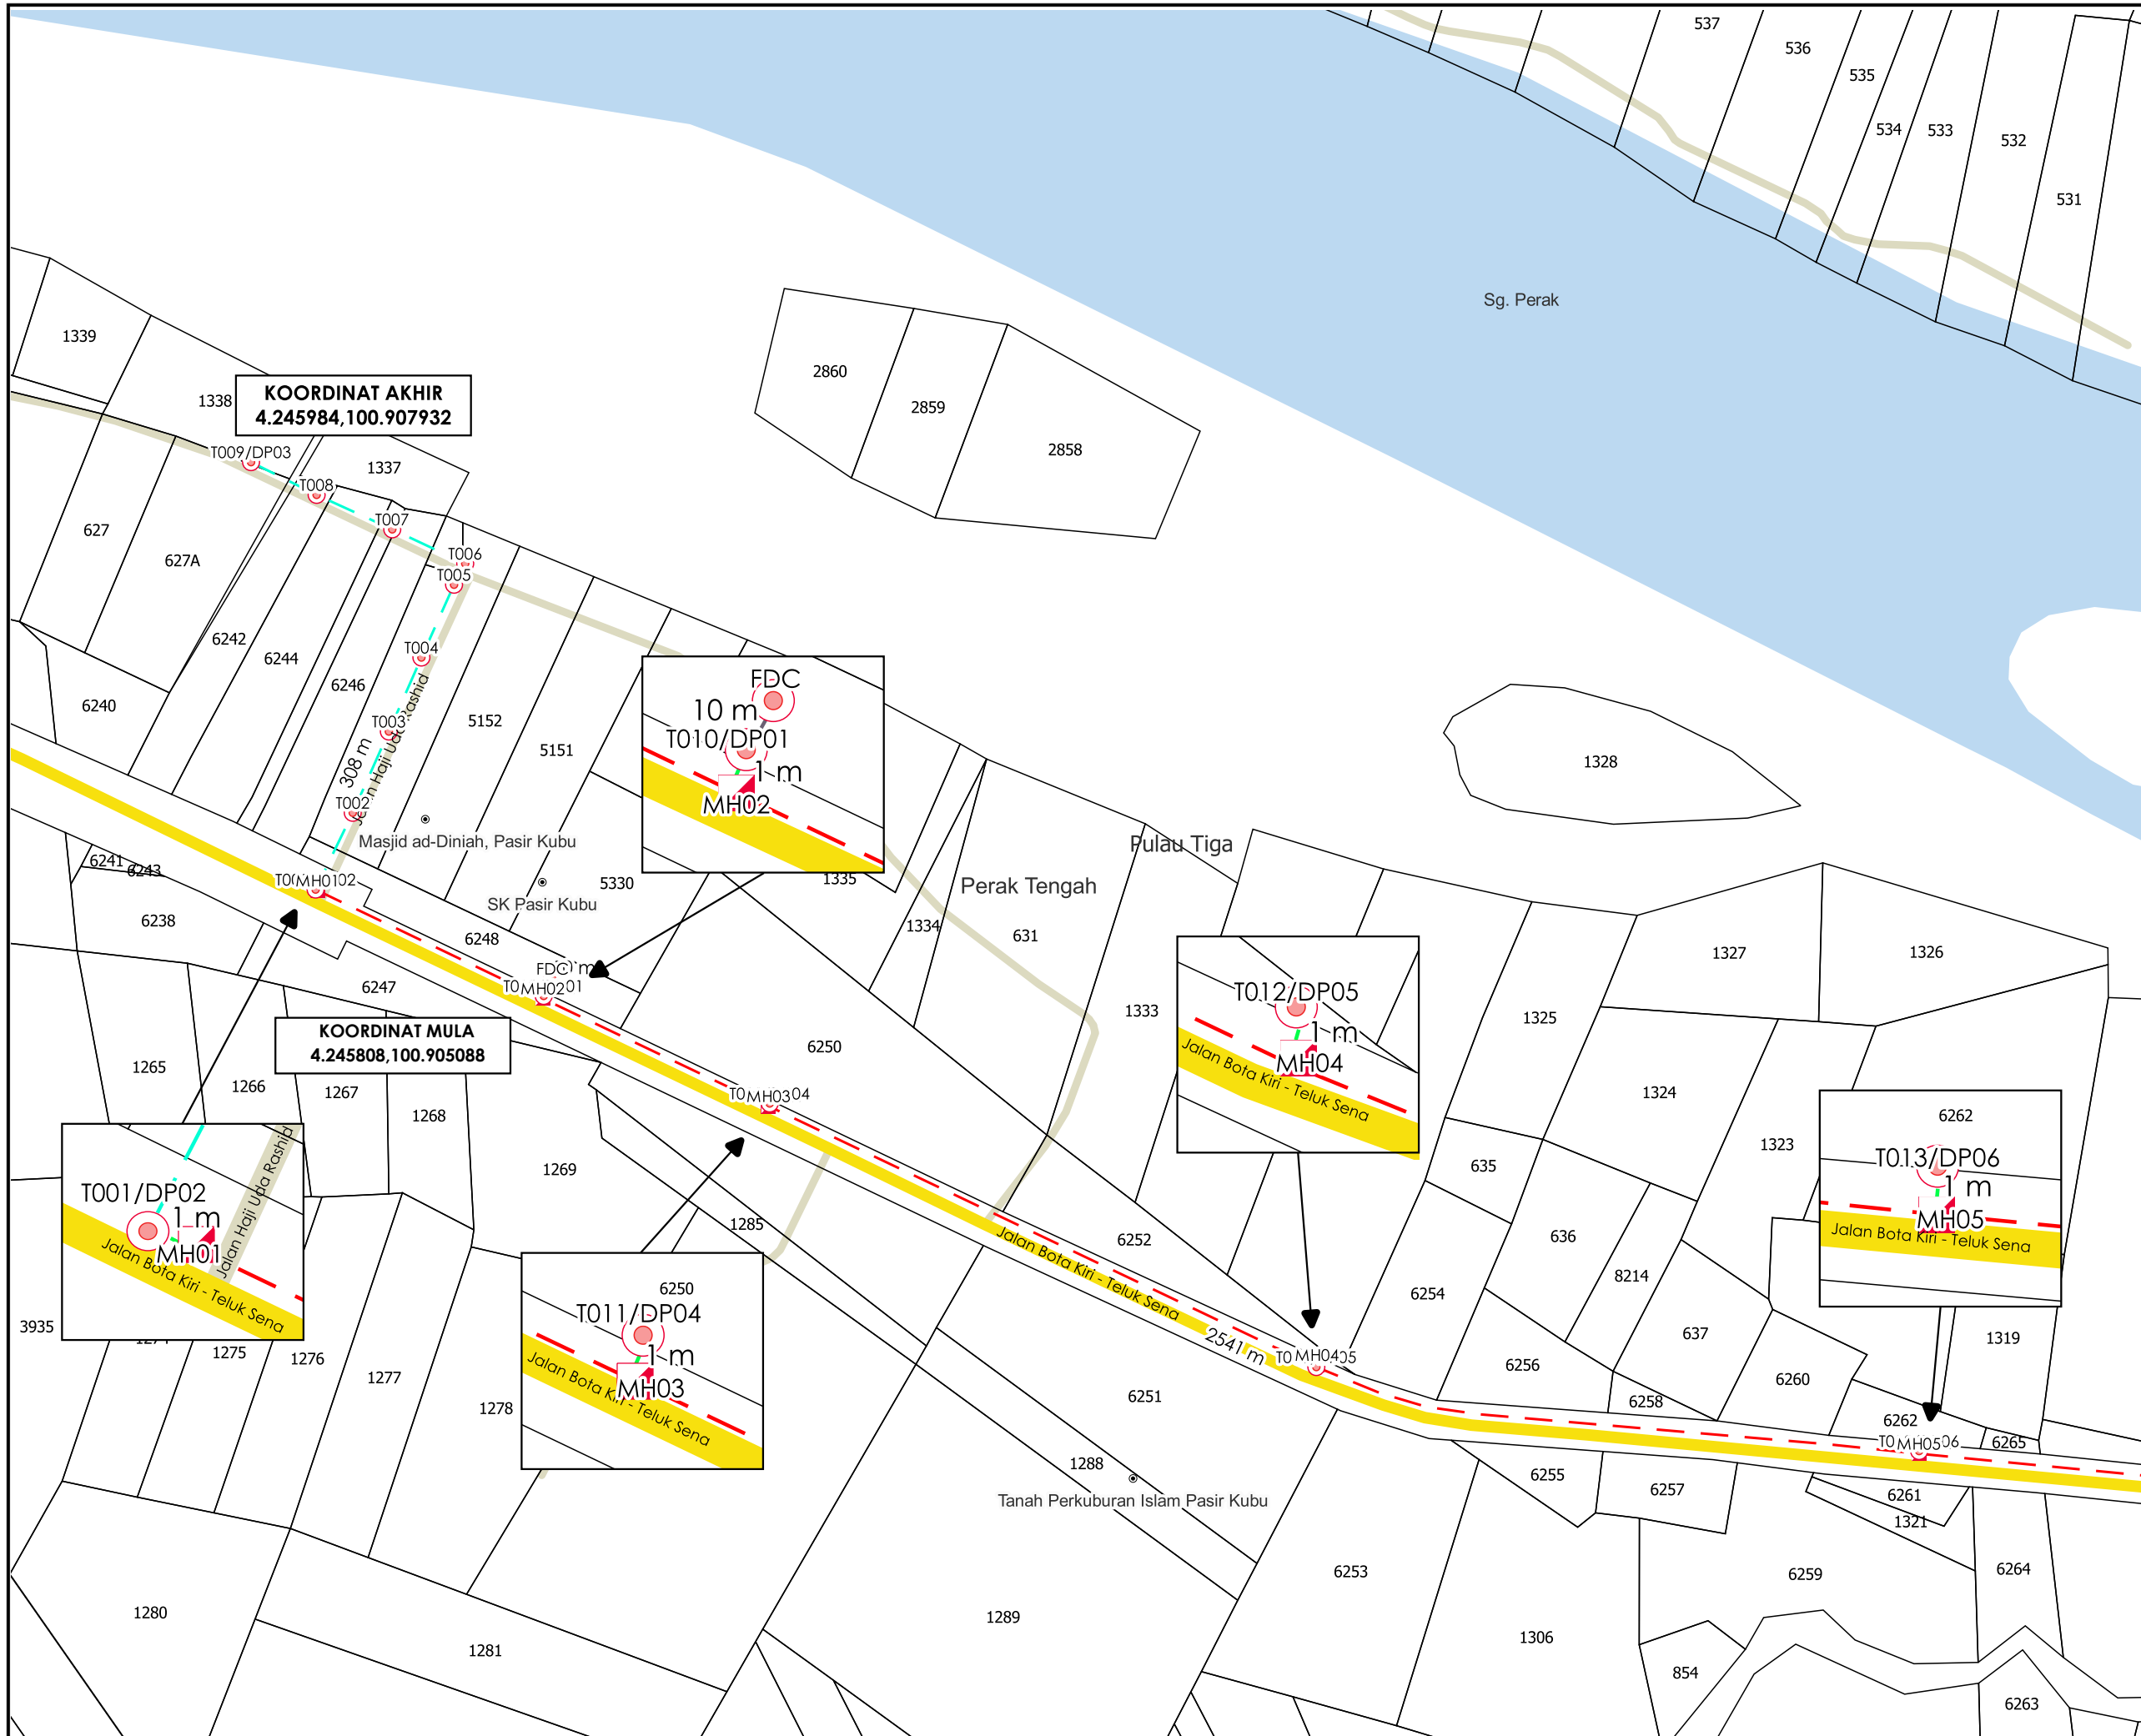 537
536
535
534
533
532
531
Sg. Perak
1339
1338
KOORDINAT AKHIR
4.245984,100.907932
2860
2859
2858
T009/DP03
1337
T008
T007
T006
T005
627
627A
6242
6244
6246
6240
T004
T003
308 m
T002
5152
5151
FDC
10 m
T010/DP01
1 m
MH02
1328
Masjid ad-Diniah, Pasir Kubu
SK Pasir Kubu
5330
1335
Pulau Tiga
Perak Tengah
6241
6243
MH01
6238
6248
6247
FDC
MH02
1334
631
1333
1327
1326
1325
T012/DP05
1 m
MH04
Jalan Bota Kiri - Teluk Sena
KOORDINAT MULA
4.245808,100.905088
1265
1266
1267
1268
1269
6250
MH03
1324
1323
635
636
8214
637
T001/DP02
1 m
MH01
Jalan Haji Uda Rashid
Jalan Bota Kiri - Teluk Sena
6262
T013/DP06
1 m
MH05
Jalan Bota Kiri - Teluk Sena
1285
6252
Jalan Bota Kiri - Teluk Sena
2541 m
MH04
6254
6256
6258
6260
1319
6262
6265
MH05
3935
1275
1276
1277
1278
6250
T011/DP04
1 m
MH03
Jalan Bota Kiri - Teluk Sena
6251
1288
Tanah Perkuburan Islam Pasir Kubu
6255
6257
6261
1321
6253
6259
6264
1280
1281
1289
1306
854
6263